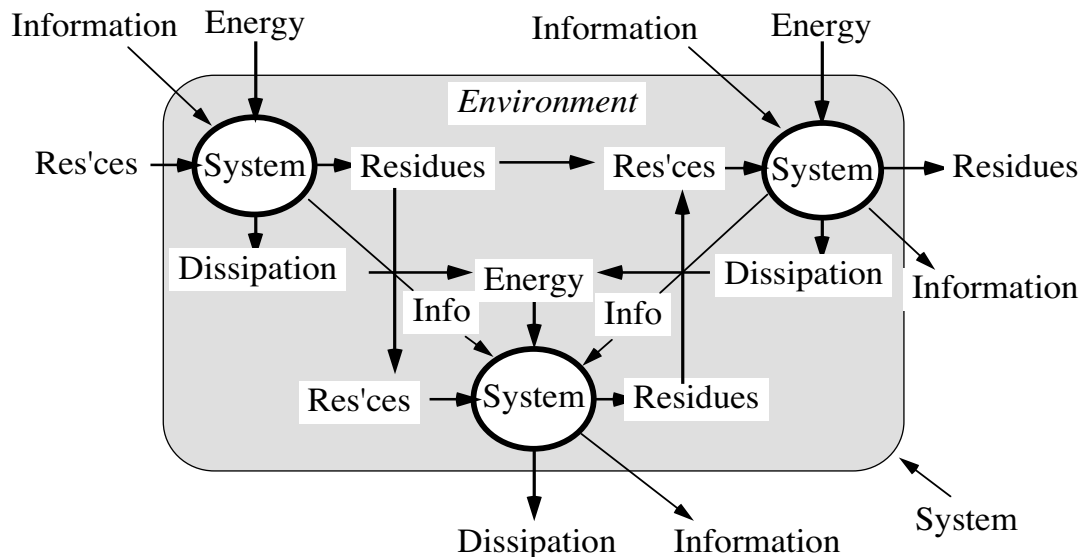 Information
Energy
Information
Energy
Environment
Res'ces
System
Residues
Res'ces
System
Residues
Dissipation
Energy
Dissipation
Information
Info
Info
Res'ces
System
Residues
System
Dissipation
Information